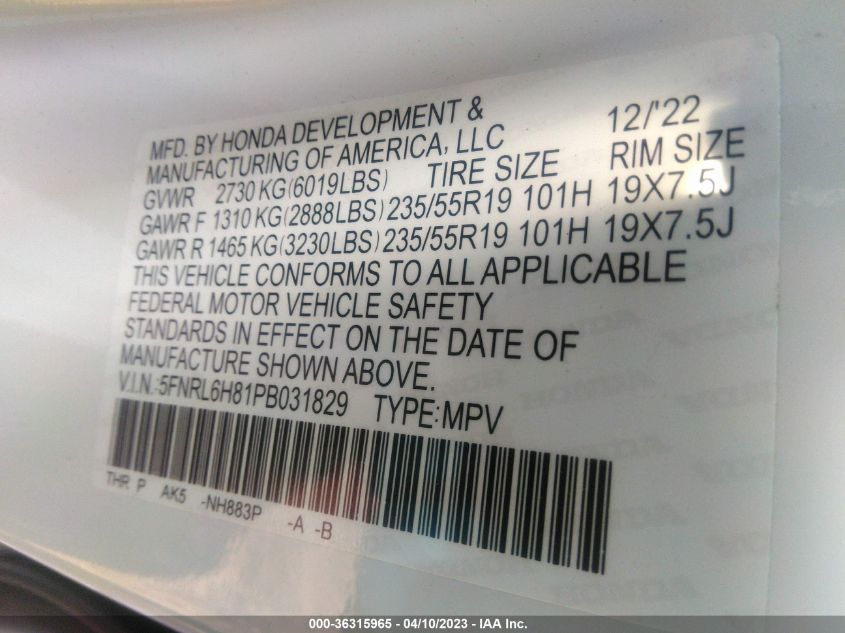 MFD. BY HONDA DEVELOPMENT & 12/'22
MANUFACTURING OF AMERICA, LLC
GVWR 2730 KG(6019LBS) TIRE SIZE RIM SIZE
GAWR F 1310 KG(2888LBS) 235/55R19 101H 19X7.5J
GAWR R 1465 KG(3230LBS) 235/55R19 101H 19X7.5J
THIS VEHICLE CONFORMS TO ALL APPLICABLE
FEDERAL MOTOR VEHICLE SAFETY
STANDARDS IN EFFECT ON THE DATE OF
MANUFACTURE SHOWN ABOVE.
V.I.N.:5FNRL6H81PB031829 TYPE:MPV
THR P AK5 -NH883P -A -B
000-36315965 - 04/10/2023 - IAA Inc.